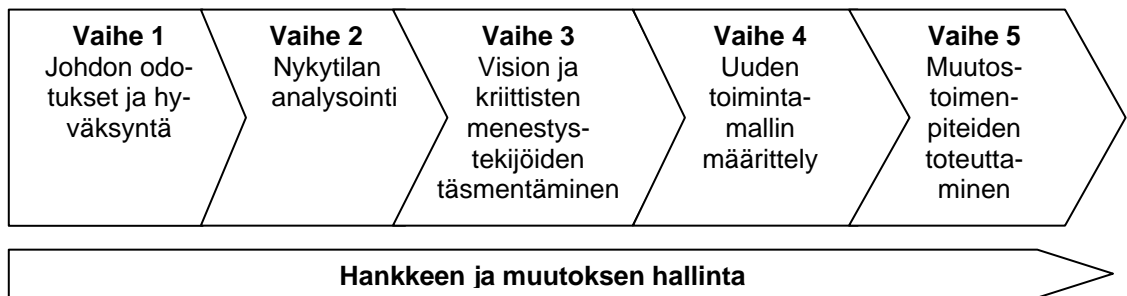 Vaihe 1
Johdon odo-
tukset ja hy-
väksyntä
Vaihe 2
Nykytilan
analysointi
Vaihe 3
Vision ja
kriittisten
menestys-
tekijöiden
täsmentäminen
Vaihe 4
Uuden
toiminta-
mallin
määrittely
Vaihe 5
Muutos-
toimen-
piteiden
toteutta-
minen
Hankkeen ja muutoksen hallinta